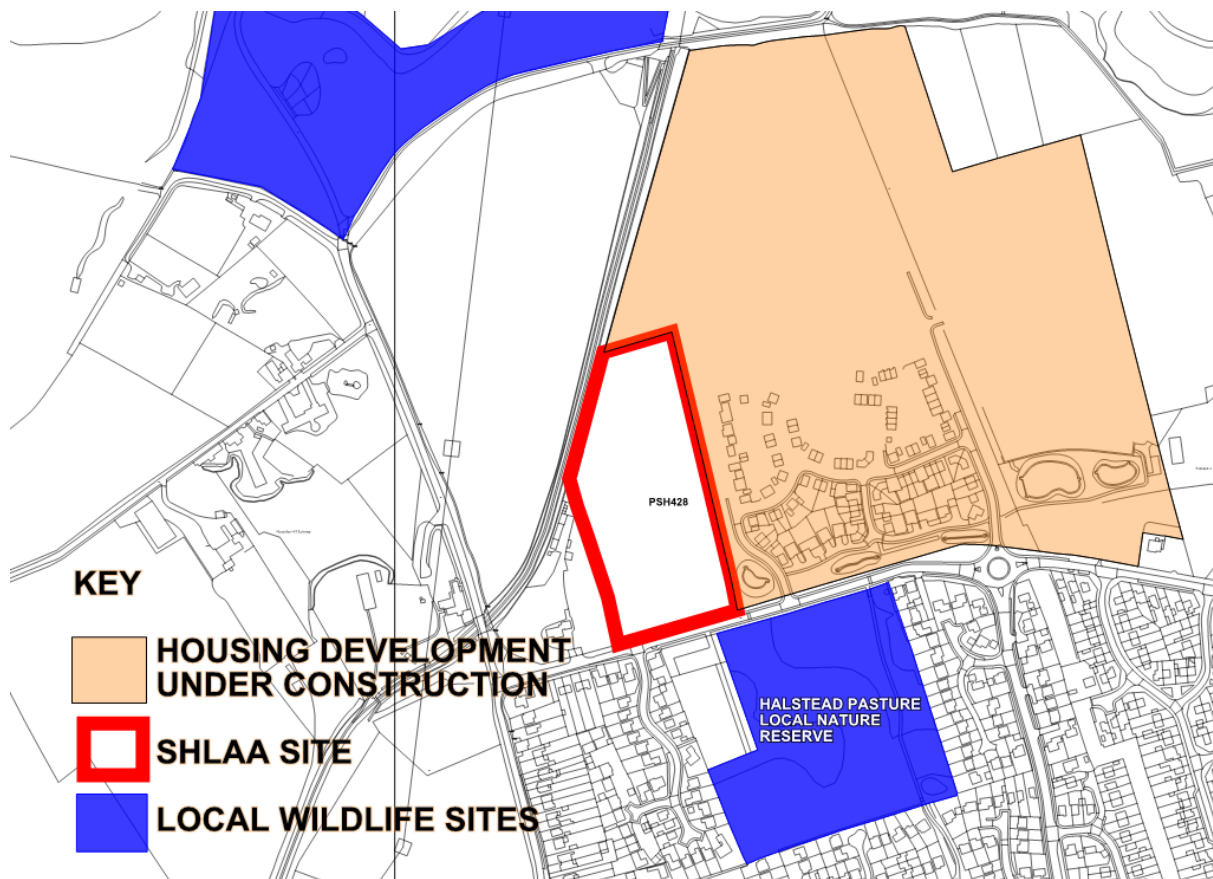 PSH428
KEY
HOUSING DEVELOPMENT
UNDER CONSTRUCTION
SHLAA SITE
LOCAL WILDLIFE SITES
HALSTEAD PASTURE
LOCAL NATURE
RESERVE